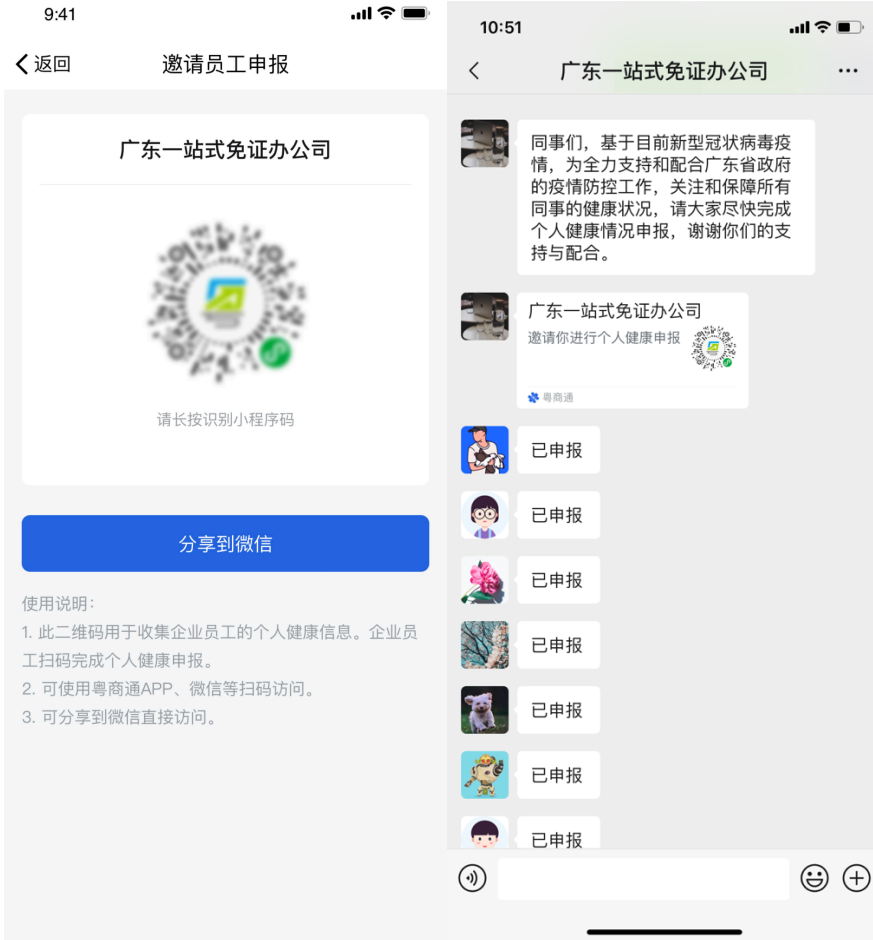 9:41
返回
邀请员工申报
广东一站式免证办公司
请长按识别小程序码
分享到微信
使用说明：
1. 此二维码用于收集企业员工的个人健康信息。企业员
工扫码完成个人健康申报。
2. 可使用粤商通APP、微信等扫码访问。
3. 可分享到微信直接访问。
10:51
广东一站式免证办公司
同事们，基于目前新型冠状病毒疫
情，为全力支持和配合广东省政府
的疫情防控工作，关注和保障所有
同事的健康状况，请大家尽快完成
个人健康情况申报，谢谢你们的支
持与配合。
广东一站式免证办公司
邀请你进行个人健康申报
粤商通
已申报
已申报
已申报
已申报
已申报
已申报
已申报